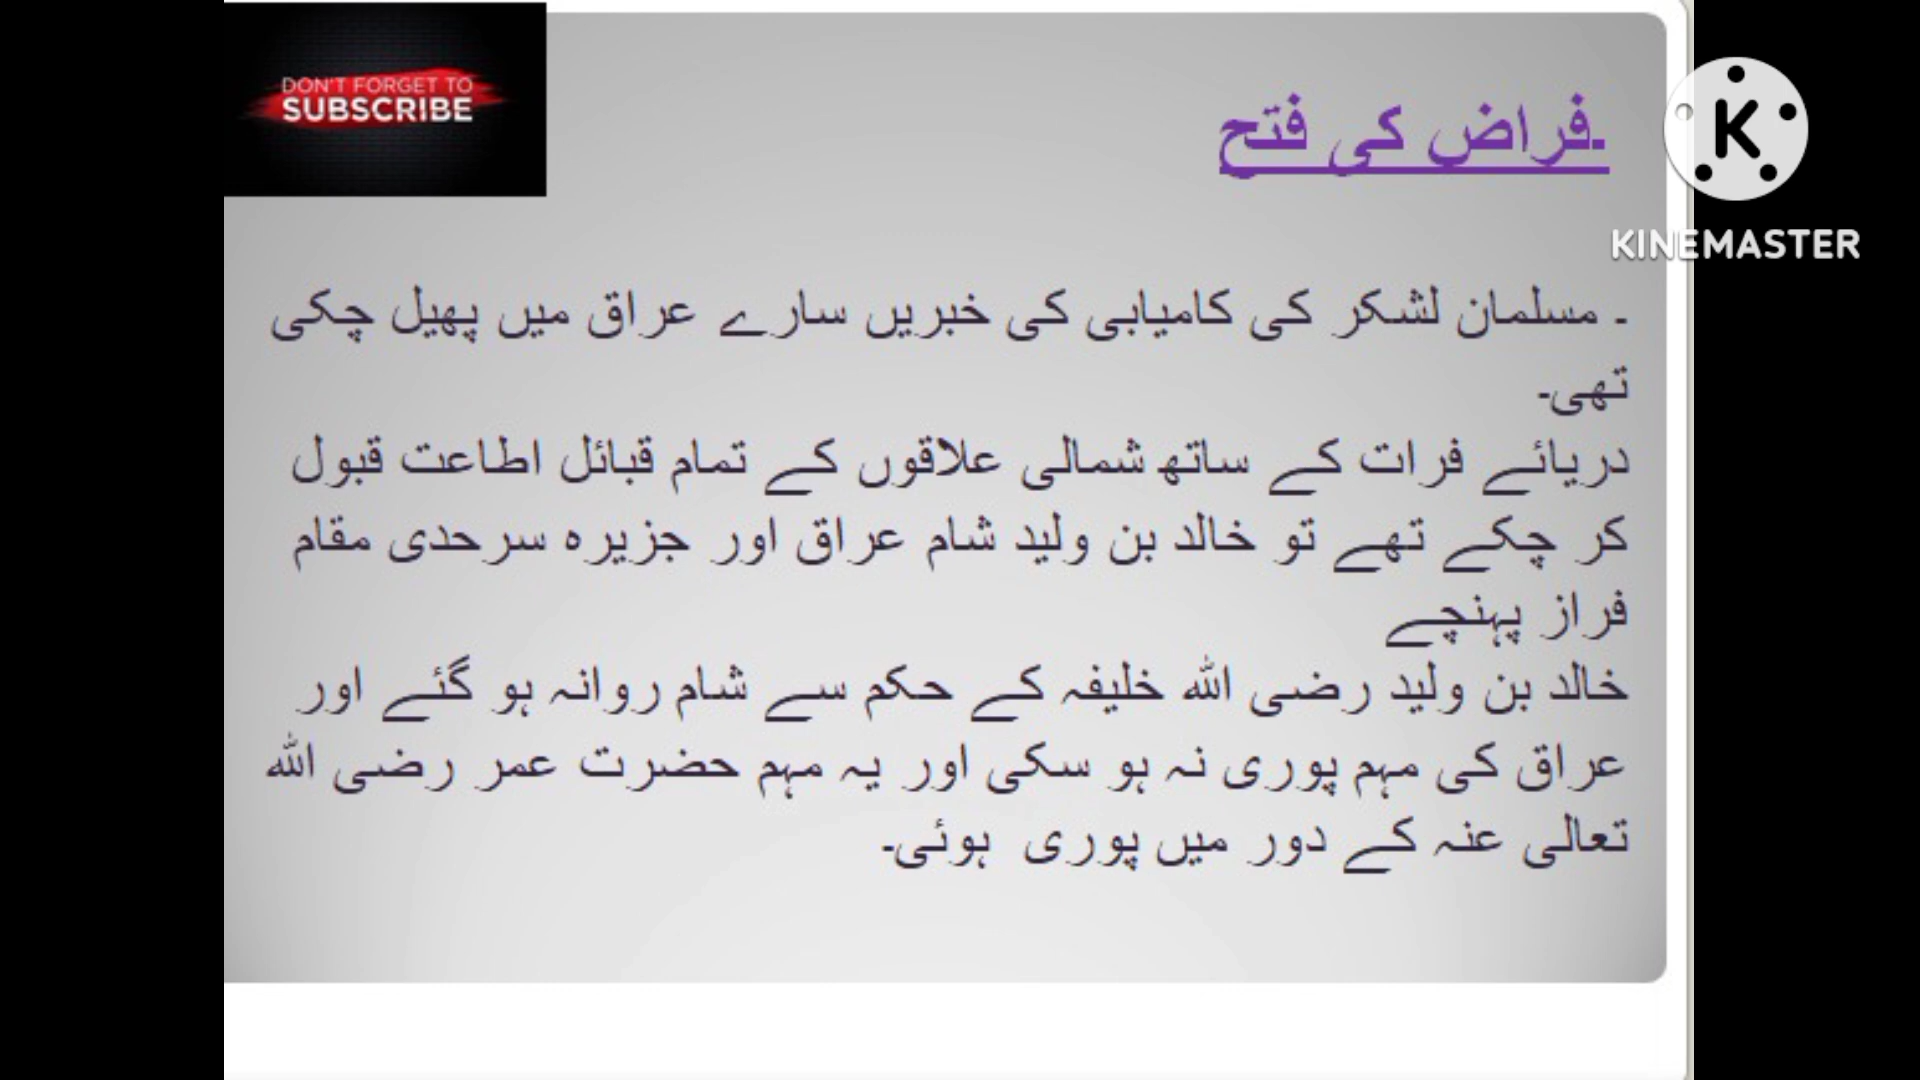 DON'T FORGET TO
SUBSCRIBE
۔فراض کی فتح
KINEMASTER
۔ مسلمان لشکر کی کامیابی کی خبریں سارے عراق میں پھیل چکی
تھی۔
دریائے فرات کے ساتھ شمالی علاقوں کے تمام قبائل اطاعت قبول
کر چکے تھے تو خالد بن ولید شام عراق اور جزیرہ سرحدی مقام
فراز پہنچے
خالد بن ولید رضی اللہ خلیفہ کے حکم سے شام روانہ ہو گئے اور
عراق کی مہم پوری نہ ہو سکی اور یہ مہم حضرت عمر رضی اللہ
تعالی عنہ کے دور میں پوری ہوئی۔